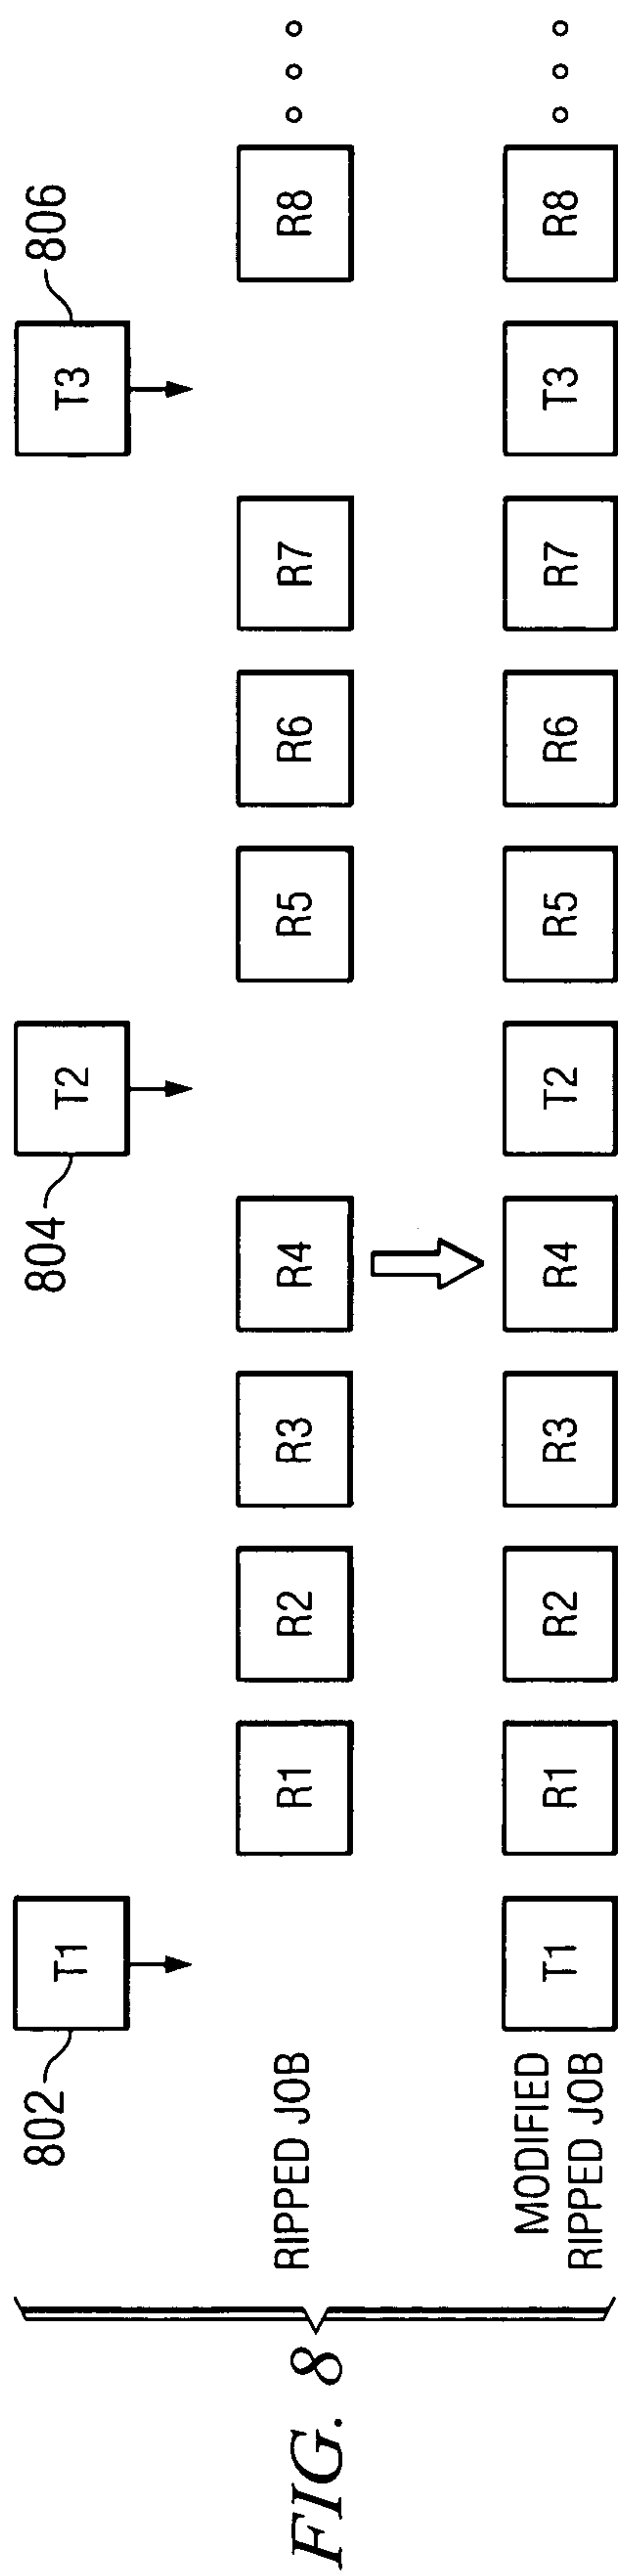 802
T1
804
T2
806
T3
RIPPED JOB
R1
R2
R3
R4
R5
R6
R7
R8
MODIFIED
RIPPED JOB
T1
R1
R2
R3
R4
T2
R5
R6
R7
T3
R8
FIG. 8